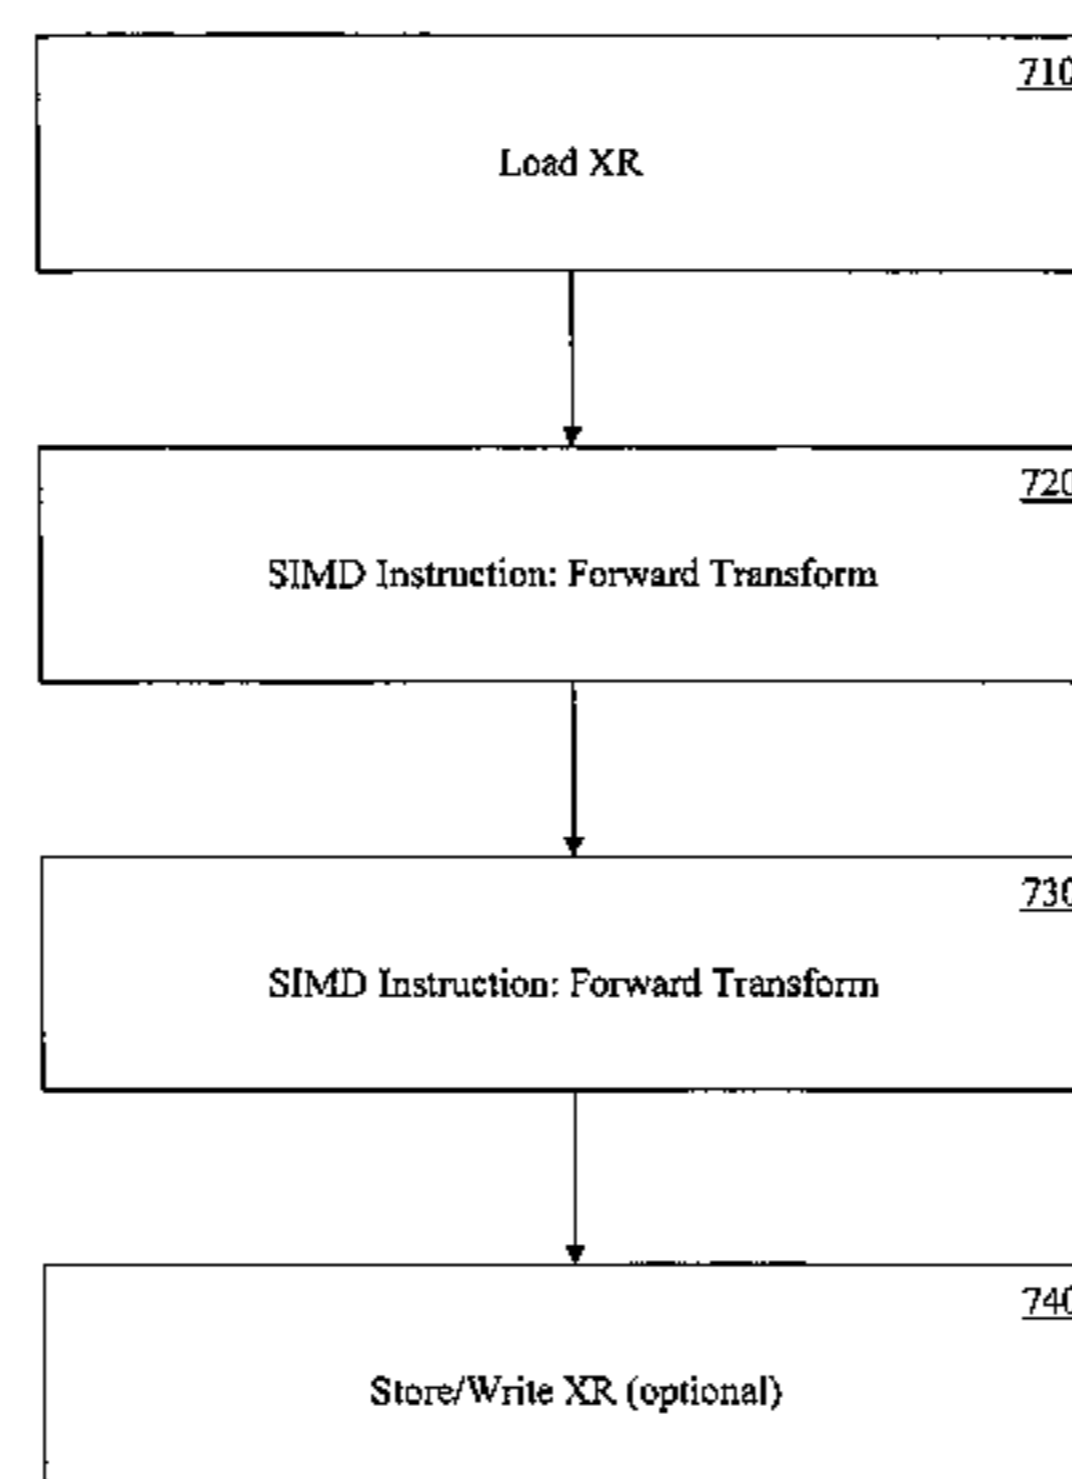 710
Load XR
720
SIMD Instruction: Forward Transform
730
SIMD Instruction: Forward Transform
740
Store/Write XR (optional)